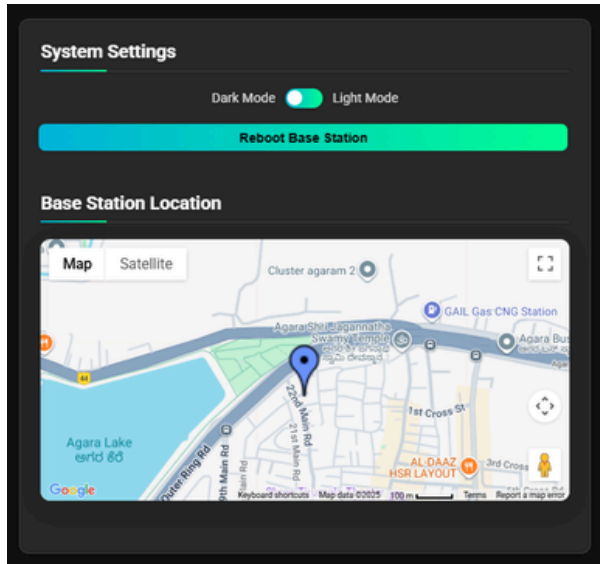 System Settings
Dark Mode
Light Mode
Reboot Base Station
Base Station Location
Map
Satellite
Cluster agaram 2
GAIL Gas CNG Station
Agara Shri Jagannatha
Swamy Temple
Agara Bus
44
22nd Main Rd
21st Main Rd
1st Cross St
Agara Lake
Outer Ring Rd
9th Main Rd
Main Rd
AL-DAAZ
HSR LAYOUT
3rd Cross
Google
Keyboard shortcuts
Map data ©2025
100 m
Terms
Report a map error